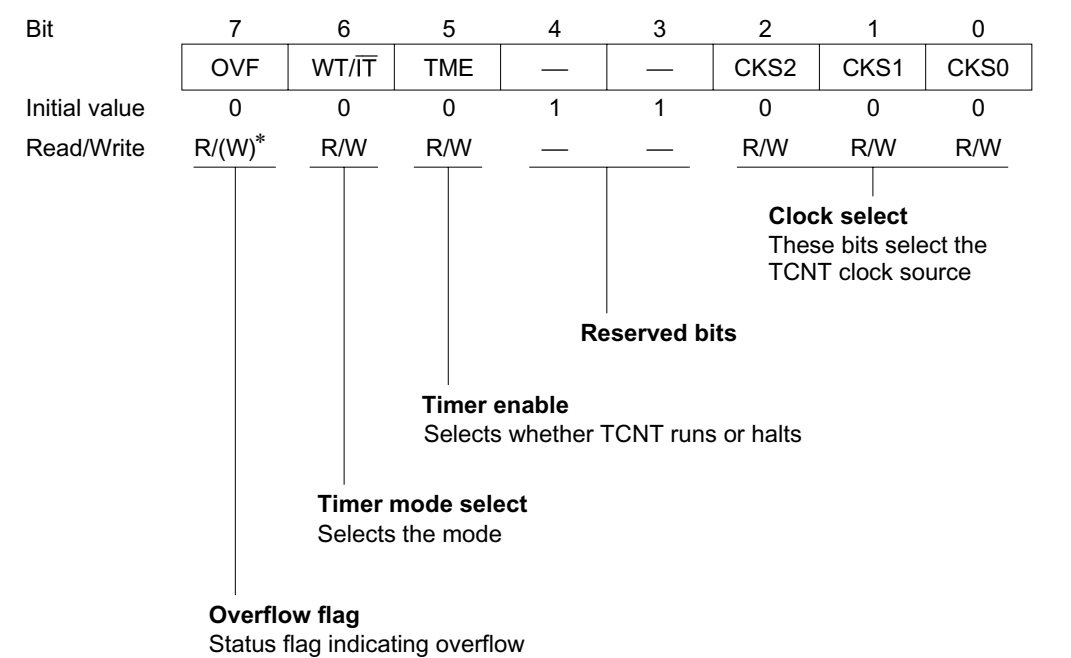 Bit 7 6 5 4 3 2 1 0
OVF WT/I̅T̅ TME — — CKS2 CKS1 CKS0
Initial value 0 0 0 1 1 0 0 0
Read/Write R/(W)* R/W R/W — — R/W R/W R/W
Clock select
These bits select the
TCNT clock source
Reserved bits
Timer enable
Selects whether TCNT runs or halts
Timer mode select
Selects the mode
Overflow flag
Status flag indicating overflow